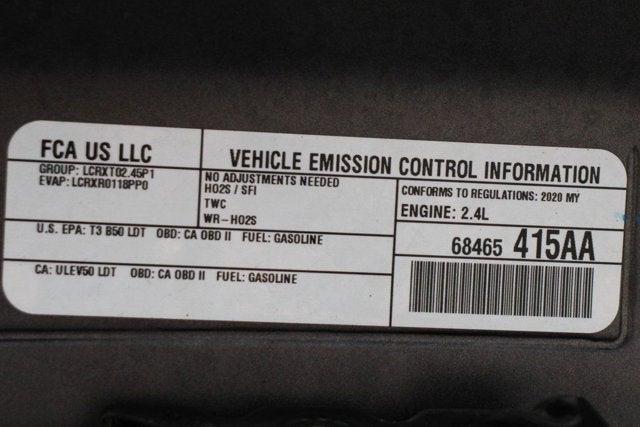 FCA US LLC
GROUP: LCRXT02.45P1
EVAP: LCRXR0118PP0
VEHICLE EMISSION CONTROL INFORMATION
NO ADJUSTMENTS NEEDED
HO2S / SFI
TWC
WR-HO2S
CONFORMS TO REGULATIONS: 2020 MY
ENGINE: 2.4L
U.S. EPA: T3 B50 LDT OBD: CA OBD II FUEL: GASOLINE
68465 415AA
CA: ULEV50 LDT OBD: CA OBD II FUEL: GASOLINE